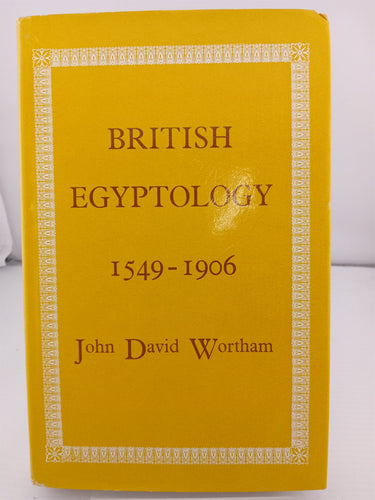 BRITISH
EGYPTOLOGY
1549-1906
John David Wortham